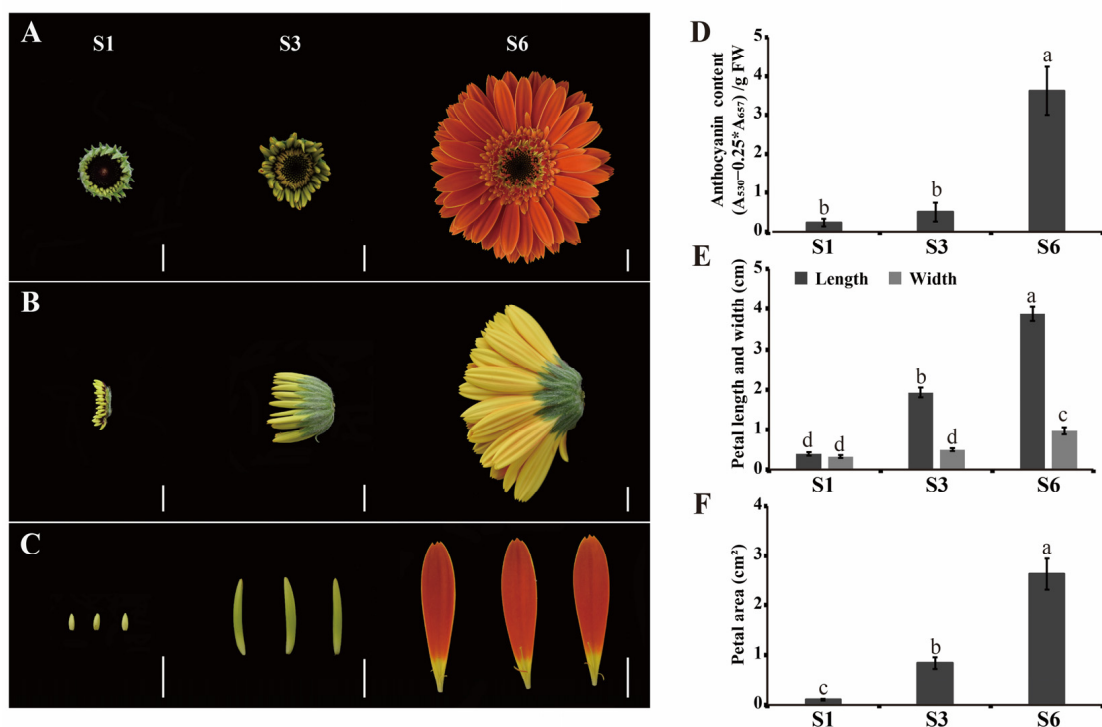 A
S1 S3 S6
B
C
D
Anthocyanin content
(A530−0.25*A657) /g FW
5
4
3
2
1
0
b
b
a
S1 S3 S6
E
Petal length and width (cm)
5
4
3
2
1
0
Length Width
d d
b
d
a
c
S1 S3 S6
F
Petal area (cm²)
4
3
2
1
0
c
b
a
S1 S3 S6